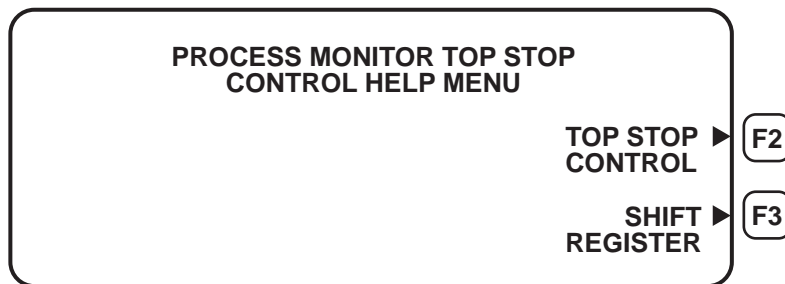 PROCESS MONITOR TOP STOP
CONTROL HELP MENU
TOP STOP ▶ F2
CONTROL
SHIFT ▶ F3
REGISTER